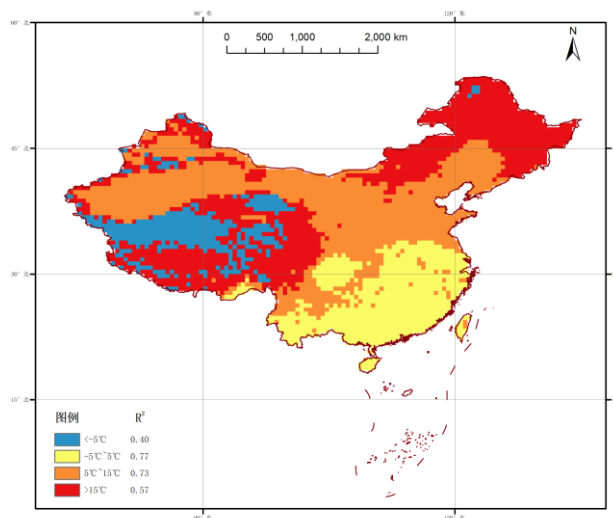 90° 东
120° 东
60° 北
0 500 1,000 2,000 km
N
45° 北
30° 北
15° 北
图例 R²
<-5℃ 0.40
-5℃~5℃ 0.77
5℃~15℃ 0.73
>15℃ 0.57